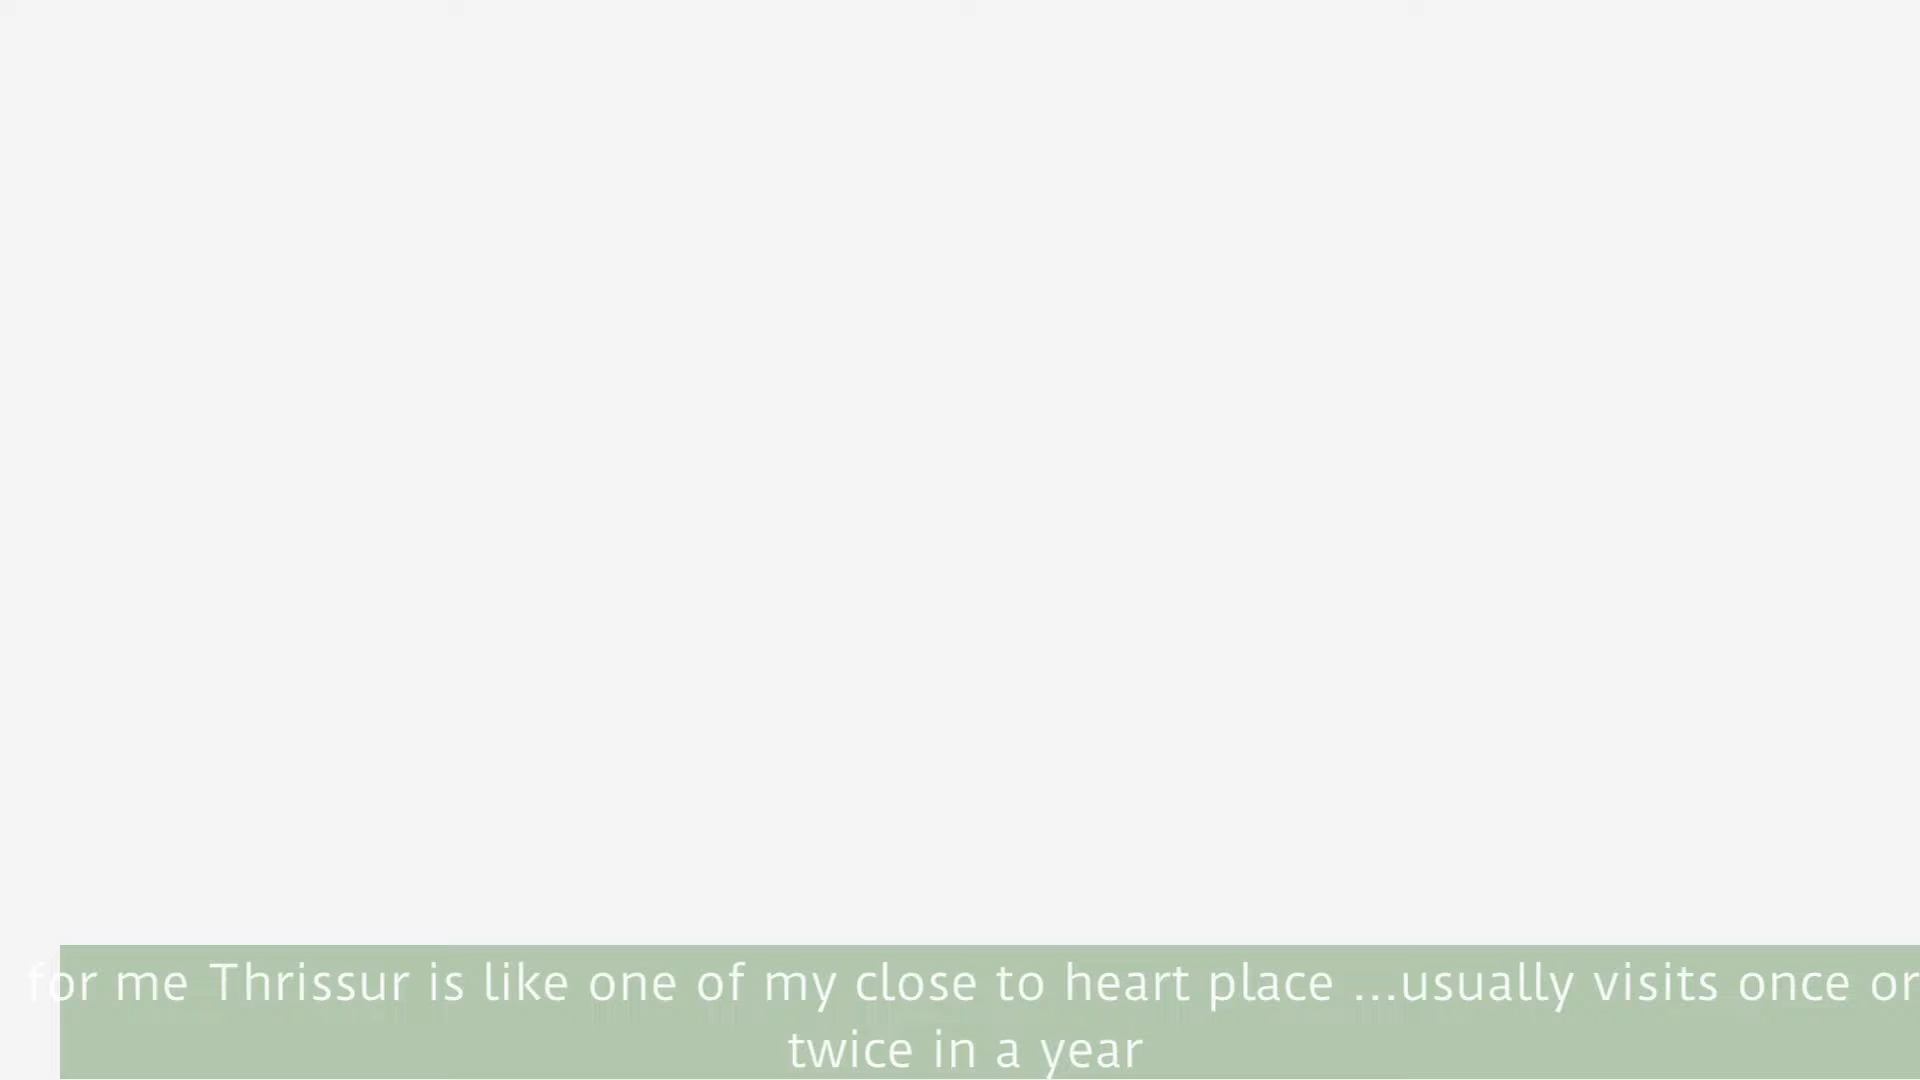 for me Thrissur is like one of my close to heart place ...usually visits once or
twice in a year